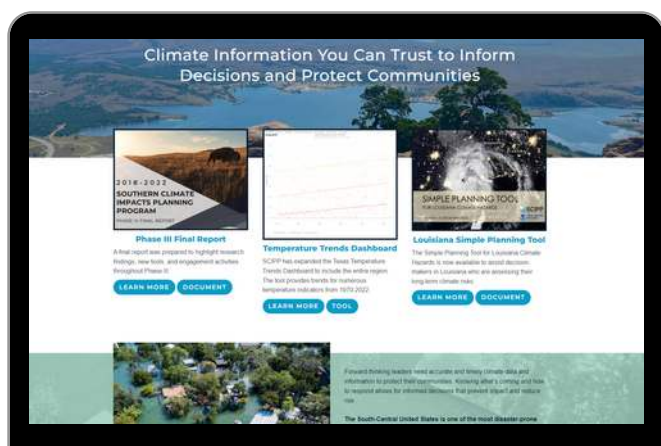 Climate Information You Can Trust to Inform
Decisions and Protect Communities
2018-2022
SOUTHERN CLIMATE
IMPACTS PLANNING
PROGRAM
PHASE III FINAL REPORT
SIMPLE PLANNING TOOL
FOR LOUISIANA CLIMATE HAZARDS
SCIPP
Phase III Final Report
A final report was prepared to highlight research
findings, new tools, and engagement activities
throughout Phase III.
LEARN MORE
DOCUMENT
Temperature Trends Dashboard
SCIPP has expanded the Texas Temperature
Trends Dashboard to include the entire region.
The tool provides trends for numerous
temperature indicators from 1970-2022.
LEARN MORE
TOOL
Louisiana Simple Planning Tool
The Simple Planning Tool for Louisiana Climate
Hazards is now available to assist decision-
makers in Louisiana who are assessing their
long-term climate risks.
LEARN MORE
DOCUMENT
Forward-thinking leaders need accurate and timely climate data and
information to protect their communities. Knowing what's coming and how
to respond allows for informed decisions that prevent impact and reduce
risk.
The South-Central United States is one of the most disaster-prone